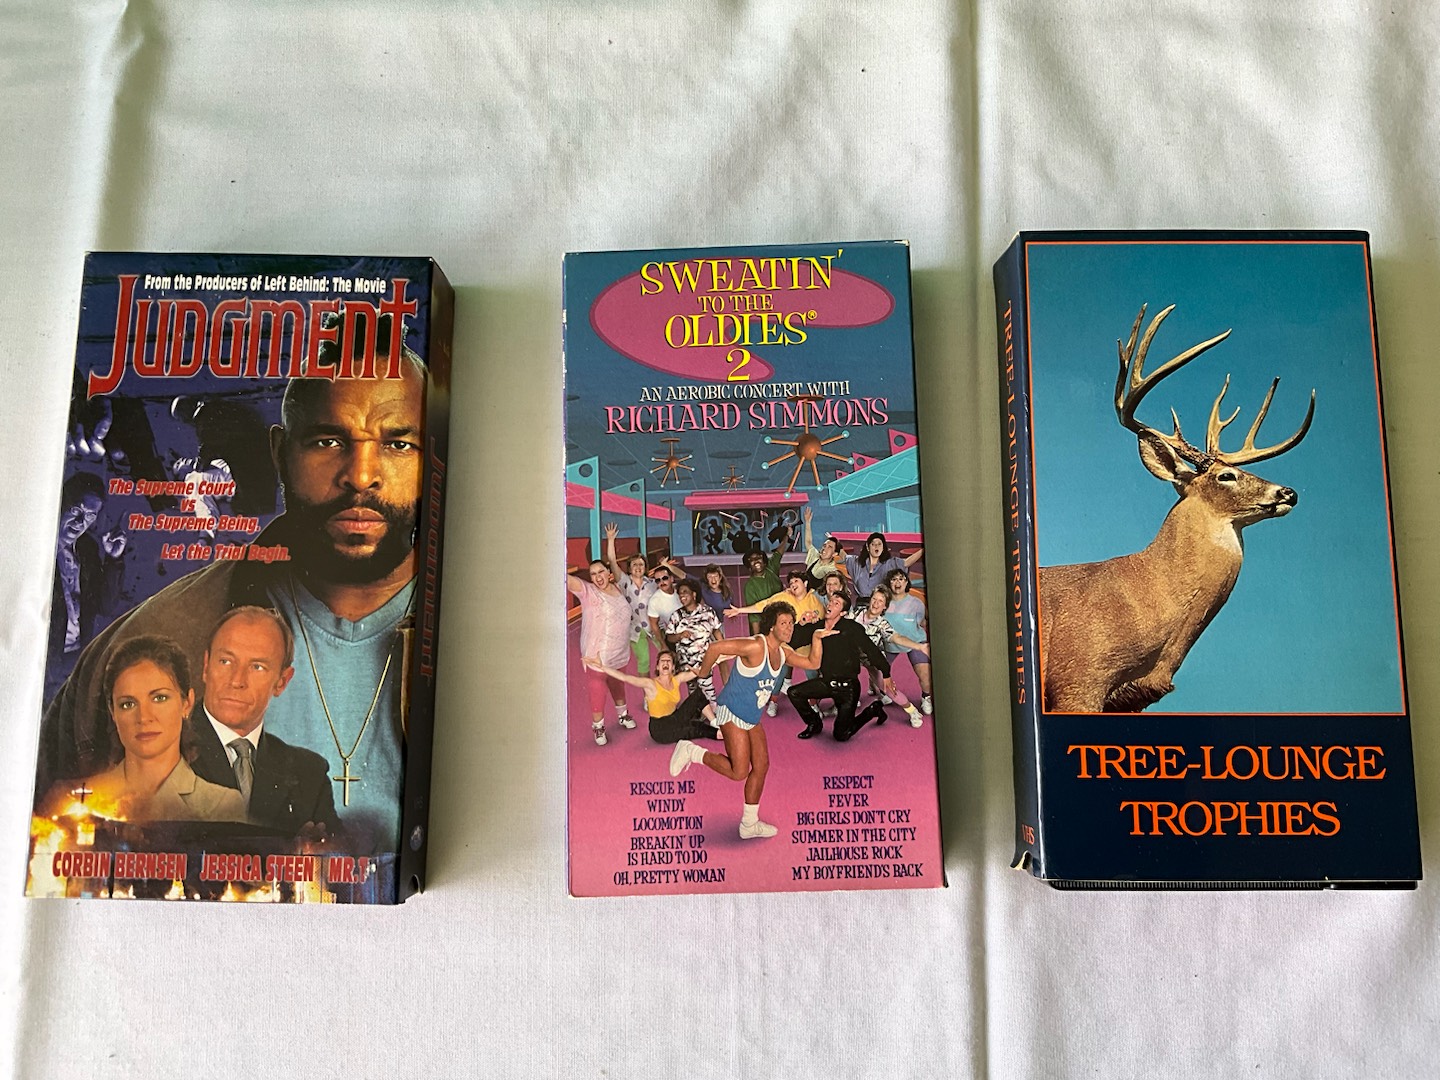 From the Producers of Left Behind: The Movie
JUDGMENT
The Supreme Court
vs
The Supreme Being.
Let the Trial Begin.
CORBIN BERNSEN JESSICA STEEN MR.T
JUDGMENT
SWEATIN'
TO THE
OLDIES®
2
AN AEROBIC CONCERT WITH
RICHARD SIMMONS
RESCUE ME
WINDY
LOCOMOTION
BREAKIN' UP
IS HARD TO DO
OH, PRETTY WOMAN
RESPECT
FEVER
BIG GIRLS DON'T CRY
SUMMER IN THE CITY
JAILHOUSE ROCK
MY BOYFRIEND'S BACK
TREE-LOUNGE TROPHIES
VHS
TREE-LOUNGE
TROPHIES